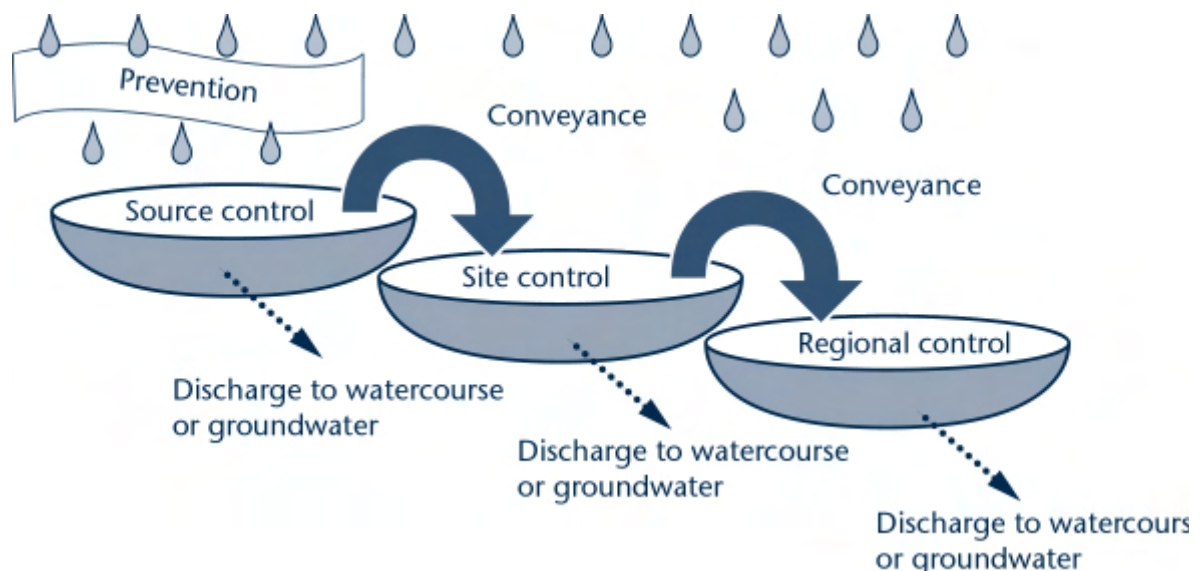 Prevention
Conveyance
Conveyance
Source control
Site control
Regional control
Discharge to watercourse
or groundwater
Discharge to watercourse
or groundwater
Discharge to watercours
or groundwater